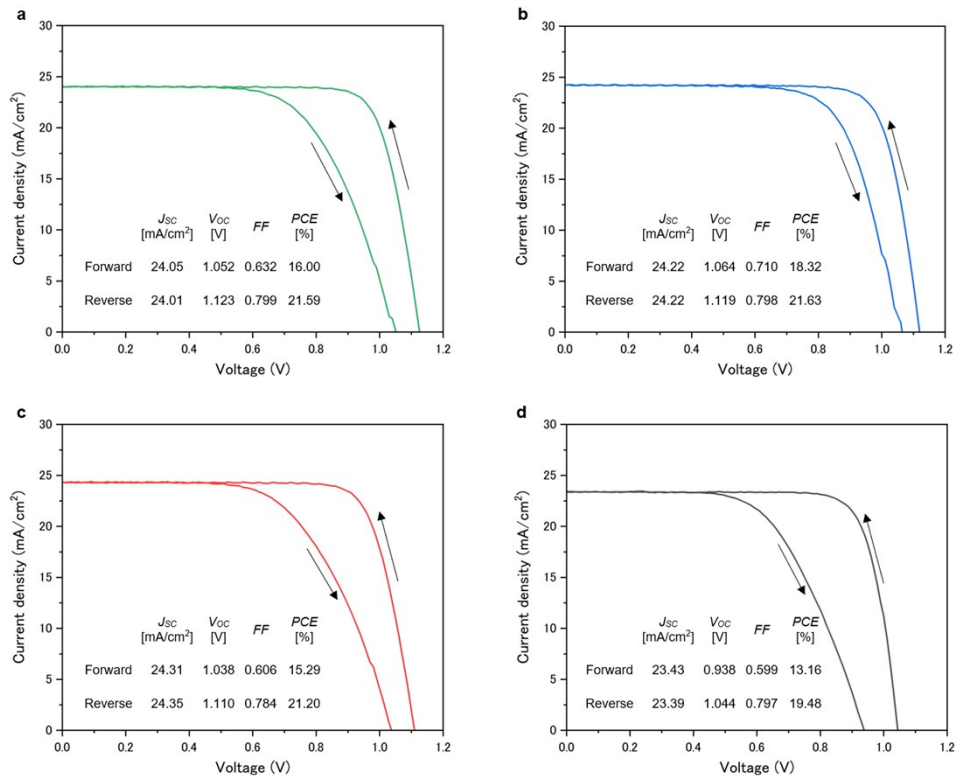 a
Current density (mA/cm²)
30
25
20
15
10
5
0
JSC VOC FF PCE
[mA/cm²] [V] [%]
Forward 24.05 1.052 0.632 16.00
Reverse 24.01 1.123 0.799 21.59
0.0 0.2 0.4 0.6 0.8 1.0 1.2
Voltage (V)
b
Current density (mA/cm²)
30
25
20
15
10
5
0
JSC VOC FF PCE
[mA/cm²] [V] [%]
Forward 24.22 1.064 0.710 18.32
Reverse 24.22 1.119 0.798 21.63
0.0 0.2 0.4 0.6 0.8 1.0 1.2
Voltage (V)
c
Current density (mA/cm²)
30
25
20
15
10
5
0
JSC VOC FF PCE
[mA/cm²] [V] [%]
Forward 24.31 1.038 0.606 15.29
Reverse 24.35 1.110 0.784 21.20
0.0 0.2 0.4 0.6 0.8 1.0 1.2
Voltage (V)
d
Current density (mA/cm²)
30
25
20
15
10
5
0
JSC VOC FF PCE
[mA/cm²] [V] [%]
Forward 23.43 0.938 0.599 13.16
Reverse 23.39 1.044 0.797 19.48
0.0 0.2 0.4 0.6 0.8 1.0 1.2
Voltage (V)